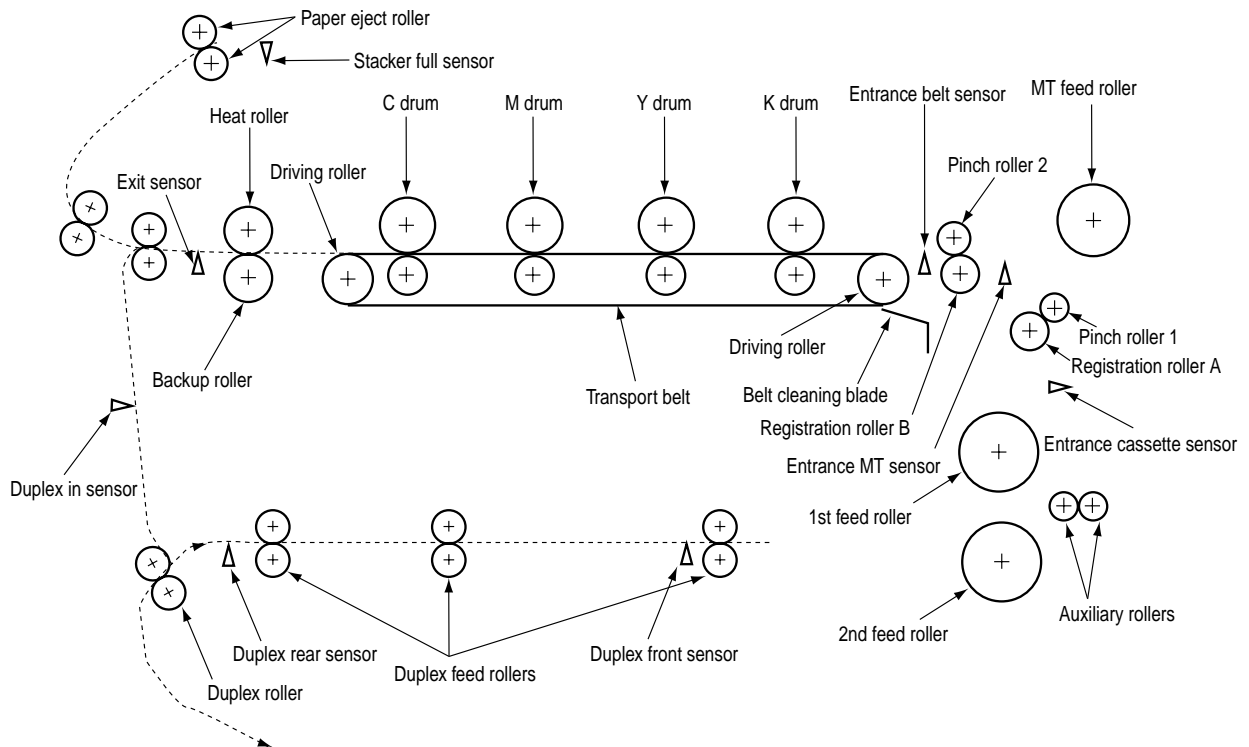 Paper eject roller
Stacker full sensor
C drum
M drum
Y drum
K drum
Entrance belt sensor
MT feed roller
Heat roller
Driving roller
Exit sensor
Pinch roller 2
Pinch roller 1
Registration roller A
Driving roller
Backup roller
Transport belt
Belt cleaning blade
Registration roller B
Entrance cassette sensor
Entrance MT sensor
Duplex in sensor
1st feed roller
Auxiliary rollers
2nd feed roller
Duplex rear sensor
Duplex feed rollers
Duplex front sensor
Duplex roller